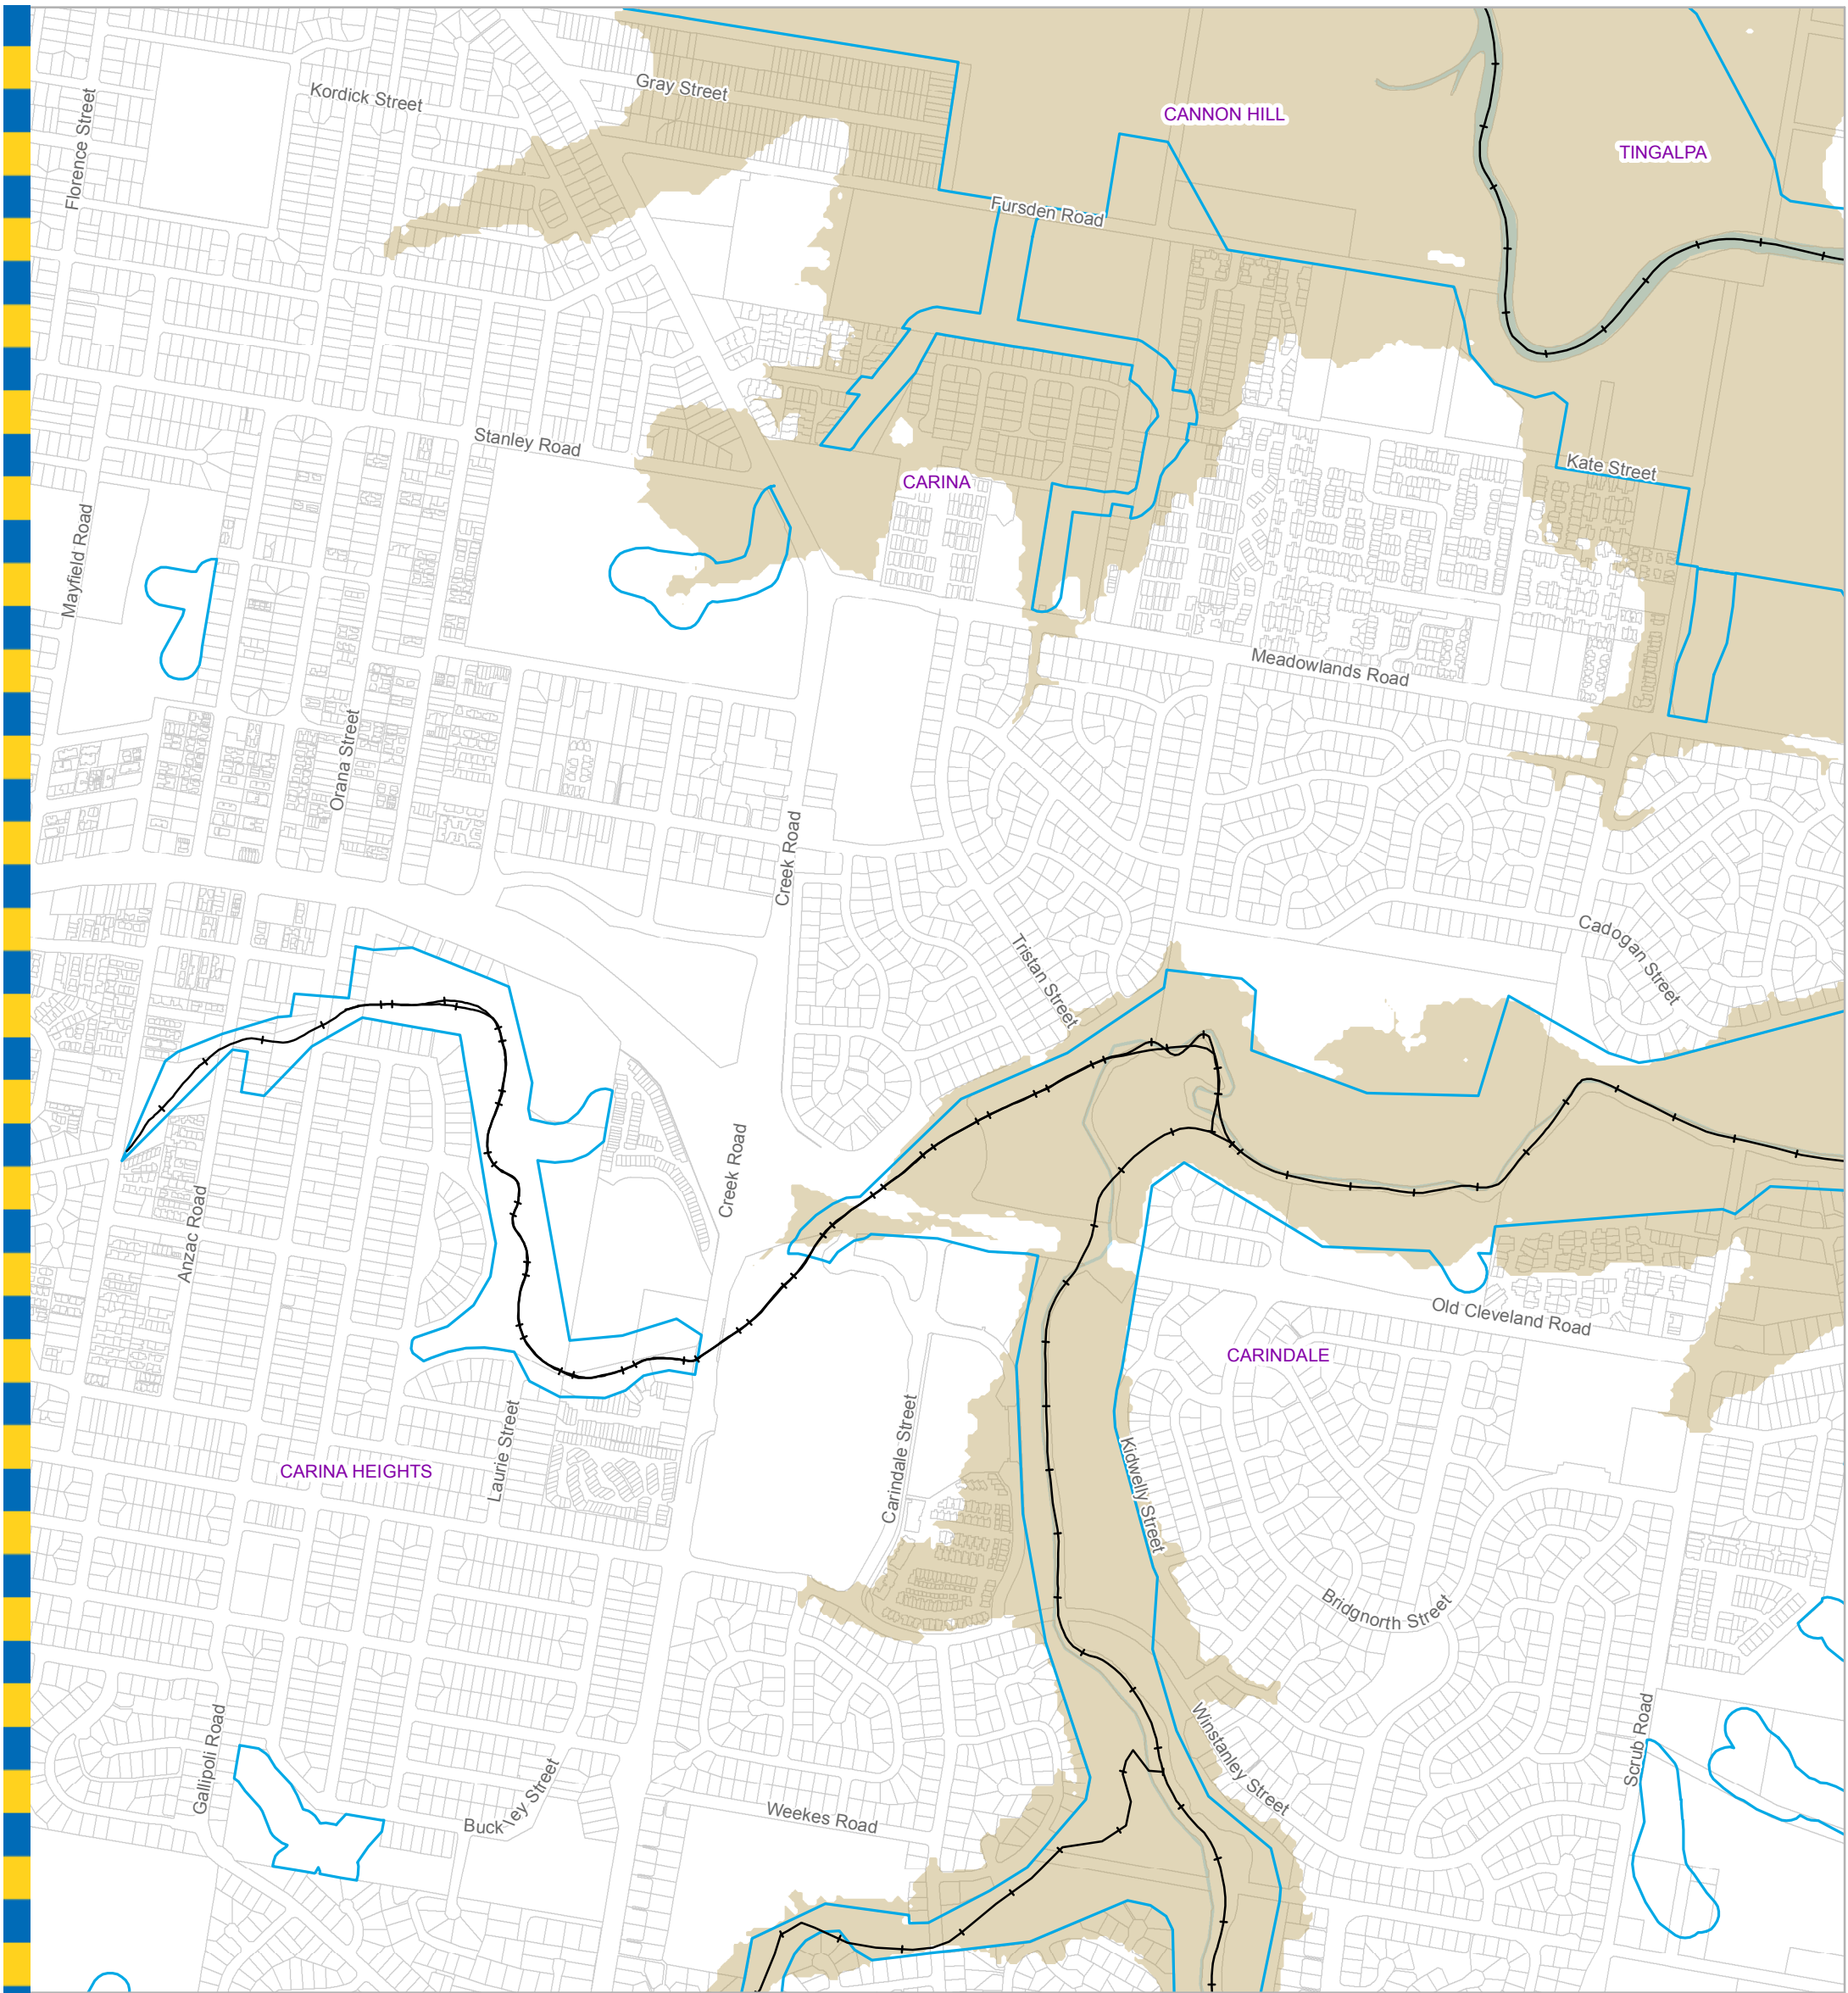 Gray Street
Kordick Street
CANNON HILL
Florence Street
TINGALPA
Fursden Road
Stanley Road
Kate Street
CARINA
Mayfield Road
Meadowlands Road
Orana Street
Creek Road
Cadogan Street
Tristan Street
Creek Road
Anzac Road
Old Cleveland Road
CARINDALE
Carindale Street
Laurie Street
CARINA HEIGHTS
Kidwelly Street
Bridgnorth Street
Gallipoli Road
Scrub Road
Winstanley Street
Weekes Road
Buckley Street